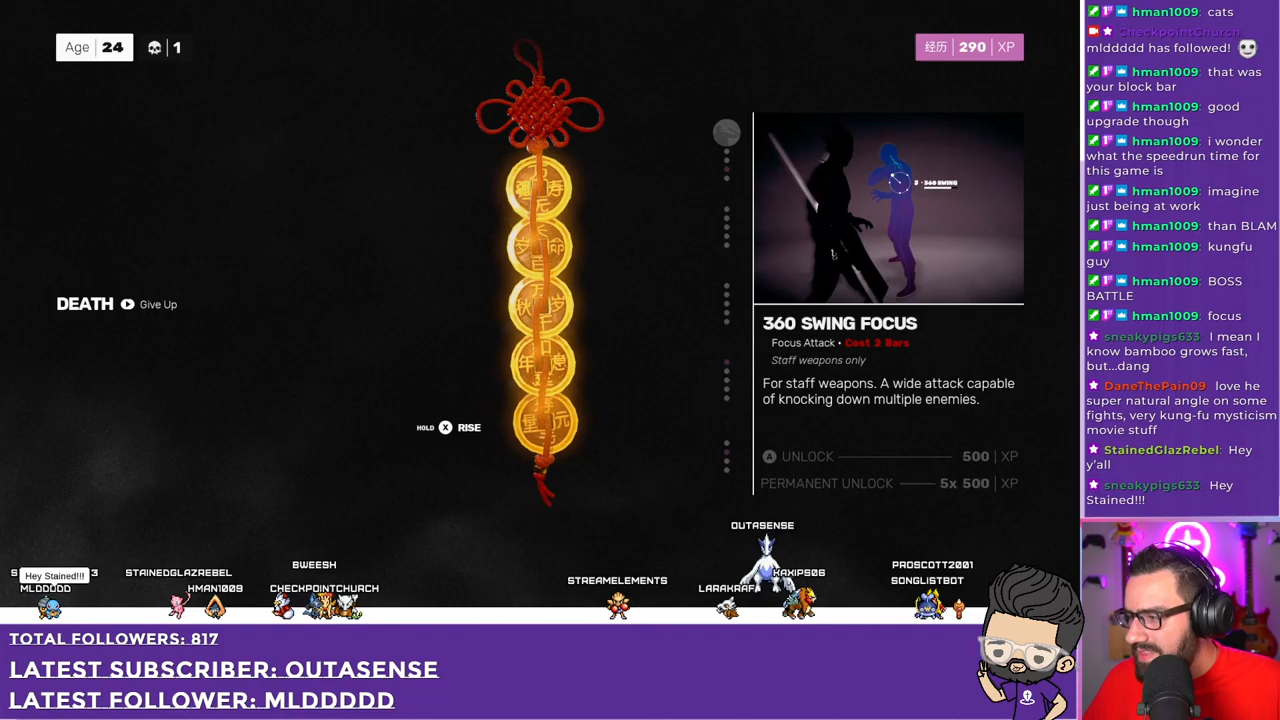 Age 24
1
经历 290 XP
DEATH Give Up
HOLD X RISE
360 SWING
360 SWING FOCUS
Focus Attack • Cost 2 Bars
Staff weapons only
For staff weapons. A wide attack capable
of knocking down multiple enemies.
A UNLOCK 500 XP
PERMANENT UNLOCK 5x 500 XP
hman1009: cats
CheckpointChurch
mlddddd has followed!
hman1009: that was
your block bar
hman1009: good
upgrade though
hman1009: i wonder
what the speedrun time for
this game is
hman1009: imagine
just being at work
hman1009: than BLAM
hman1009: kungfu
guy
hman1009: BOSS
BATTLE
hman1009: focus
sneakypigs633: I mean I
know bamboo grows fast,
but...dang
DaneThePain09: love he
super natural angle on some
fights, very kung-fu mysticism
movie stuff
StainedGlazRebel: Hey
y'all
sneakypigs633: Hey
Stained!!!
OUTASENSE
Hey Stained!!!
MLDDDDD
STAINEDGLAZREBEL
HMAN1009
BWEESH
CHECKPOINTCHURCH
STREAMELEMENTS
KAXIPS06
PROSCOTT2001
SONGLISTBOT
TOTAL FOLLOWERS: 817
LATEST SUBSCRIBER: OUTASENSE
LATEST FOLLOWER: MLDDDDD